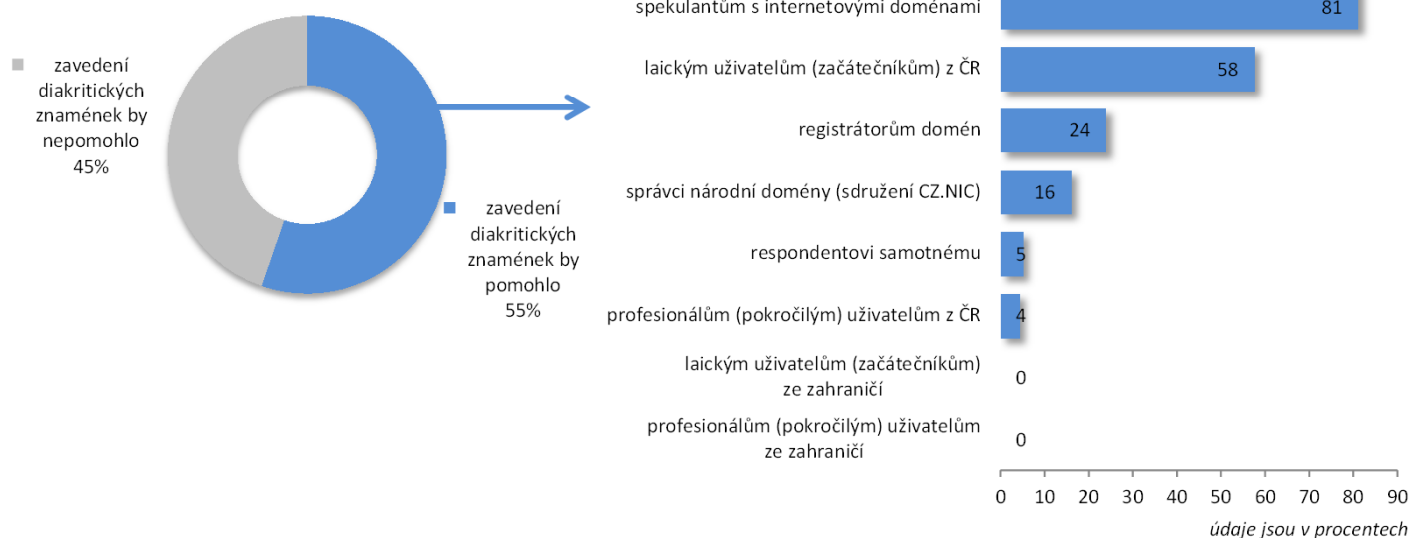 zavedení
diakritických
znamének by
nepomohlo
45%
zavedení
diakritických
znamének by
pomohlo
55%
spekulantům s internetovými doménami
81
laickým uživatelům (začátečníkům) z ČR
58
registrátorům domén
24
správci národní domény (sdružení CZ.NIC)
16
respondentovi samotnému
5
profesionálům (pokročilým) uživatelům z ČR
4
laickým uživatelům (začátečníkům)
ze zahraničí
0
profesionálům (pokročilým) uživatelům
ze zahraničí
0
0 10 20 30 40 50 60 70 80 90
údaje jsou v procentech